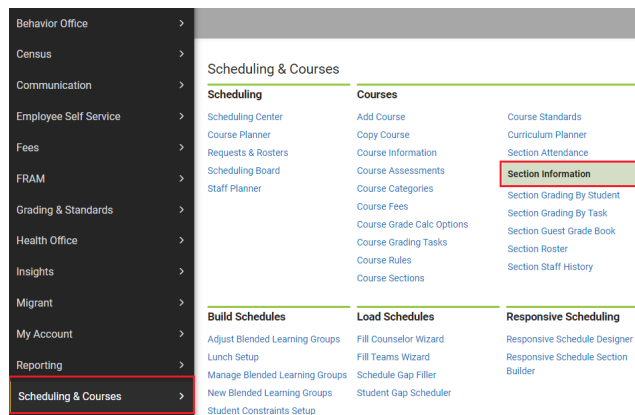 Behavior Office
Census
Communication
Employee Self Service
Fees
FRAM
Grading & Standards
Health Office
Insights
Migrant
My Account
Reporting
Scheduling & Courses
Scheduling & Courses
Scheduling
Scheduling Center
Course Planner
Requests & Rosters
Scheduling Board
Staff Planner
Courses
Add Course
Copy Course
Course Information
Course Assessments
Course Categories
Course Fees
Course Grade Calc Options
Course Grading Tasks
Course Rules
Course Sections
Course Standards
Curriculum Planner
Section Attendance
Section Information
Section Grading By Student
Section Grading By Task
Section Guest Grade Book
Section Roster
Section Staff History
Build Schedules
Adjust Blended Learning Groups
Lunch Setup
Manage Blended Learning Groups
New Blended Learning Groups
Student Constraints Setup
Load Schedules
Fill Counselor Wizard
Fill Teams Wizard
Schedule Gap Filler
Student Gap Scheduler
Responsive Scheduling
Responsive Schedule Designer
Responsive Schedule Section
Builder